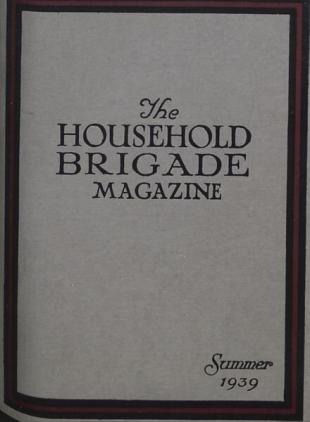 The
HOUSEHOLD
BRIGADE
MAGAZINE
Summer
1939